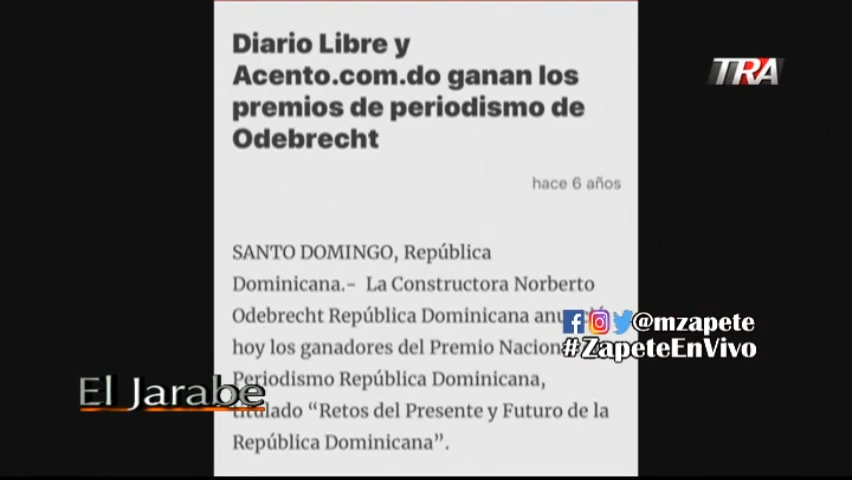 Diario Libre y
Acento.com.do ganan los
premios de periodismo de
Odebrecht
hace 6 años
SANTO DOMINGO, República
Dominicana.- La Constructora Norberto
Odebrecht República Dominicana
hoy los ganadores del Premio
Periodismo República Dominicana,
titulado “Retos del Presente y Futuro de la
República Dominicana”.
TRA
@mzapete
#ZapeteEnVivo
El Jarabe